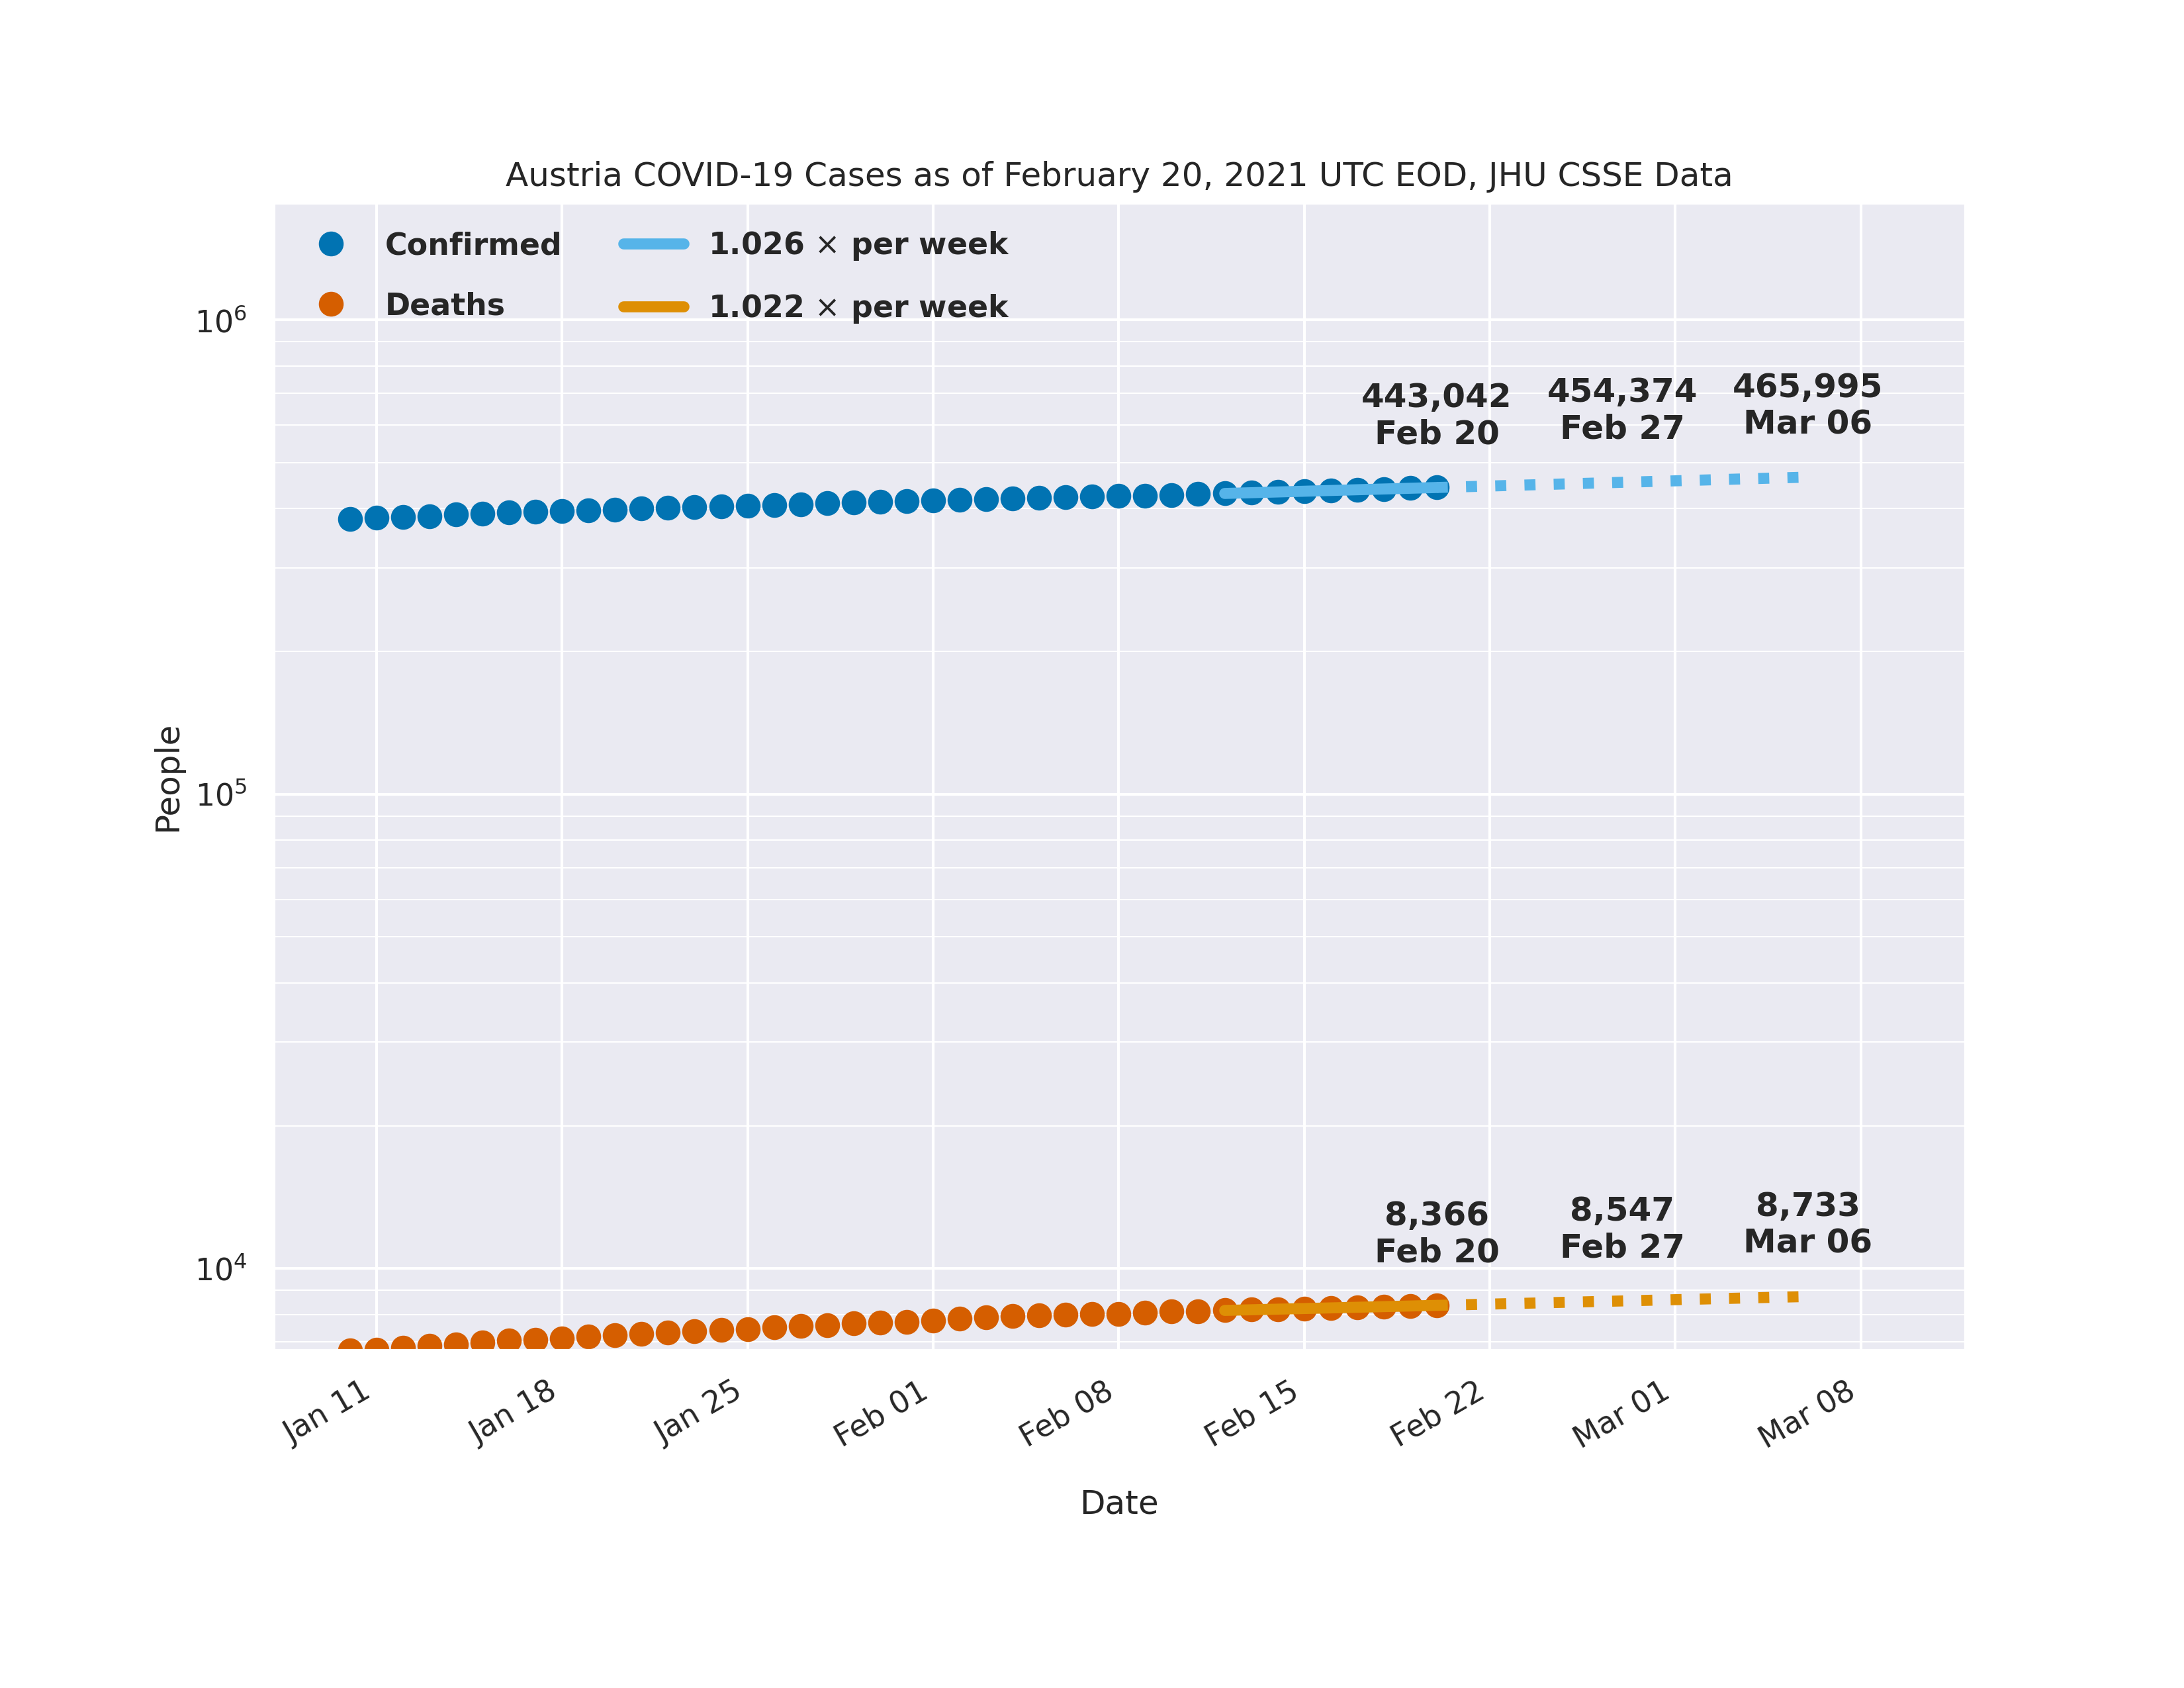 Austria COVID-19 Cases as of February 20, 2021 UTC EOD, JHU CSSE Data
Confirmed
Deaths
1.026 × per week
1.022 × per week
10⁶
10⁵
10⁴
People
443,042
Feb 20
454,374
Feb 27
465,995
Mar 06
8,366
Feb 20
8,547
Feb 27
8,733
Mar 06
Jan 11
Jan 18
Jan 25
Feb 01
Feb 08
Feb 15
Feb 22
Mar 01
Mar 08
Date